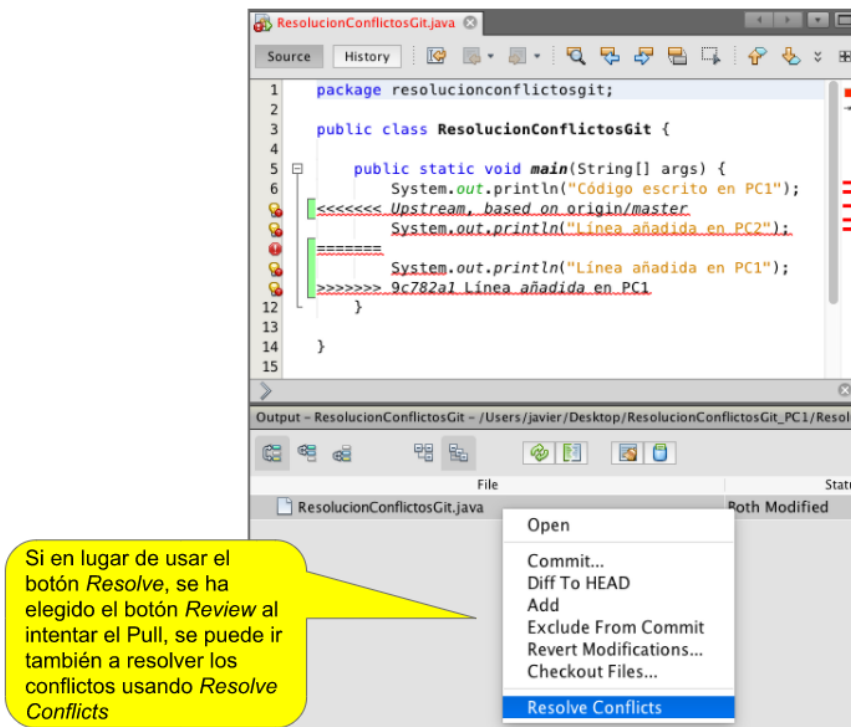 ResolucionConflictosGit.java
Source History
1 package resolucionconflictosgit;
2
3 public class ResolucionConflictosGit {
4
5 public static void main(String[] args) {
6 System.out.println("Código escrito en PC1");
<<<<<<< Upstream, based on origin/master
System.out.println("Línea añadida en PC2");
=======
System.out.println("Línea añadida en PC1");
>>>>>>> 9c782a1 Línea añadida en PC1
12 }
13
14 }
15
Output - ResolucionConflictosGit - /Users/javier/Desktop/ResolucionConflictosGit_PC1/Resol
File Statu
ResolucionConflictosGit.java Both Modified
Open
Commit...
Diff To HEAD
Add
Exclude From Commit
Revert Modifications...
Checkout Files...
Resolve Conflicts
Si en lugar de usar el
botón Resolve, se ha
elegido el botón Review al
intentar el Pull, se puede ir
también a resolver los
conflictos usando Resolve
Conflicts